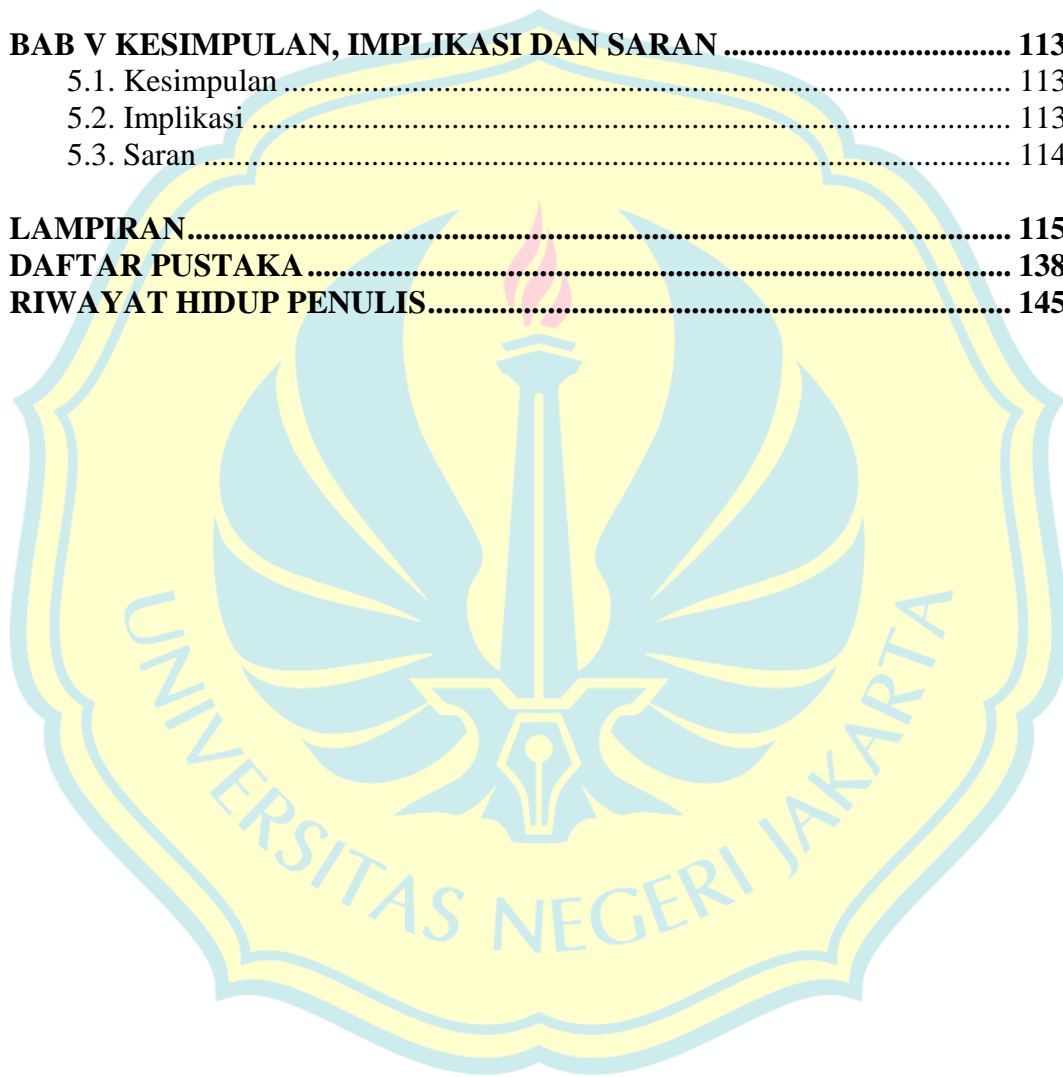 BAB V KESIMPULAN, IMPLIKASI DAN SARAN .................................... 113
5.1. Kesimpulan ........................................................................................... 113
5.2. Implikasi ............................................................................................... 113
5.3. Saran ..................................................................................................... 114
LAMPIRAN....................................................................................................... 115
DAFTAR PUSTAKA ........................................................................................ 138
RIWAYAT HIDUP PENULIS......................................................................... 145
UNIVERSITAS NEGERI JAKARTA